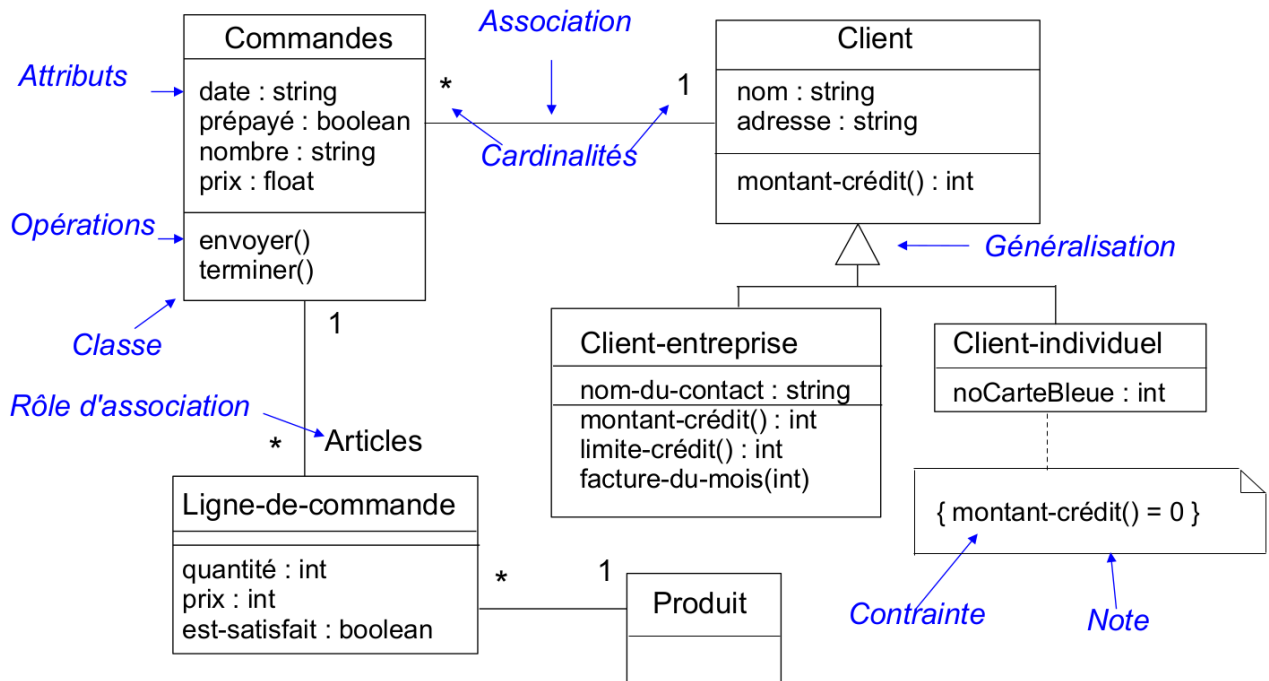 Commandes
Association
Client
Attributs
date : string
prépayé : boolean
nombre : string
prix : float
*
1
Cardinalités
nom : string
adresse : string
montant-crédit() : int
Opérations
envoyer()
terminer()
Généralisation
Classe
1
Rôle d'association
* Articles
Client-entreprise
nom-du-contact : string
montant-crédit() : int
limite-crédit() : int
facture-du-mois(int)
Client-individuel
noCarteBleue : int
{ montant-crédit() = 0 }
Contrainte
Note
Ligne-de-commande
quantité : int
prix : int
est-satisfait : boolean
*
1
Produit